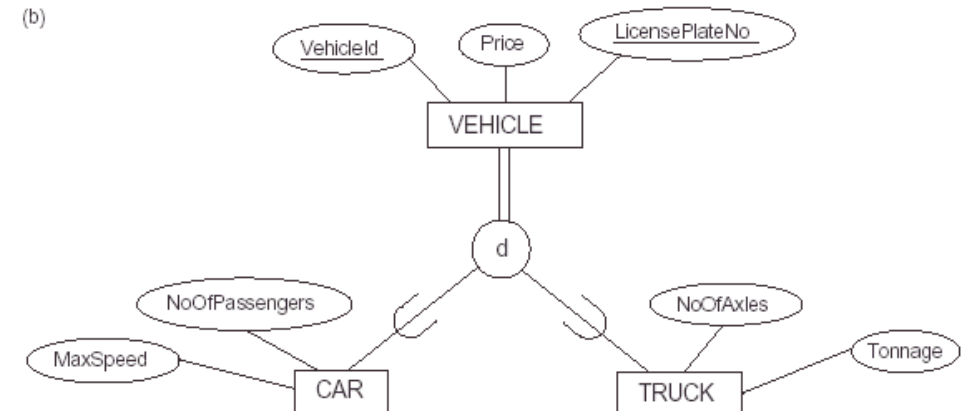 (b)
VehicleId
Price
LicensePlateNo
VEHICLE
d
NoOfPassengers
NoOfAxles
MaxSpeed
Tonnage
CAR
TRUCK